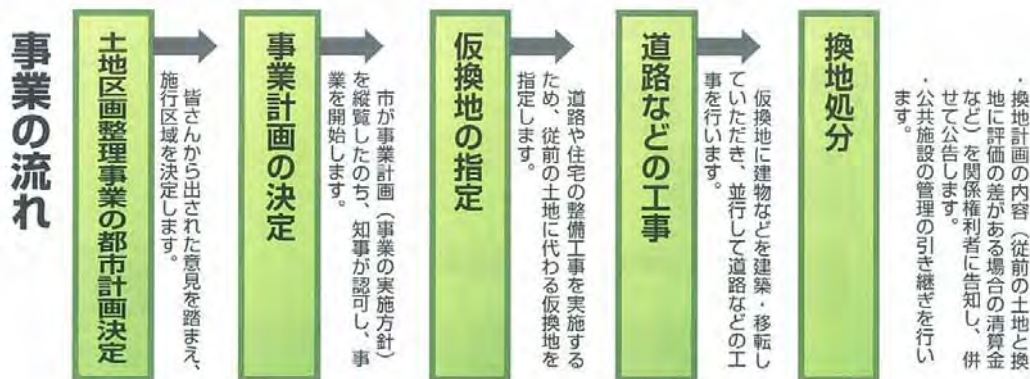 事業の流れ
土地区画整理事業の都市計画決定
皆さんから出された意見を踏まえ、
施行区域を決定します。
事業計画の決定
市が事業計画（事業の実施方針）
を縦覧したのち、知事が認可し、事
業を開始します。
仮換地の指定
道路や住宅の整備工事を実施する
ため、従前の土地に代わる仮換地を
指定します。
道路などの工事
仮換地に建物などを建築・移転し
ていただき、並行して道路などの工
事を行います。
換地処分
・換地計画の内容（従前の土地と換
地に評価の差がある場合の清算金
など）を関係権利者に告知し、併
せて公告します。
・公共施設の管理の引き継ぎを行い
ます。